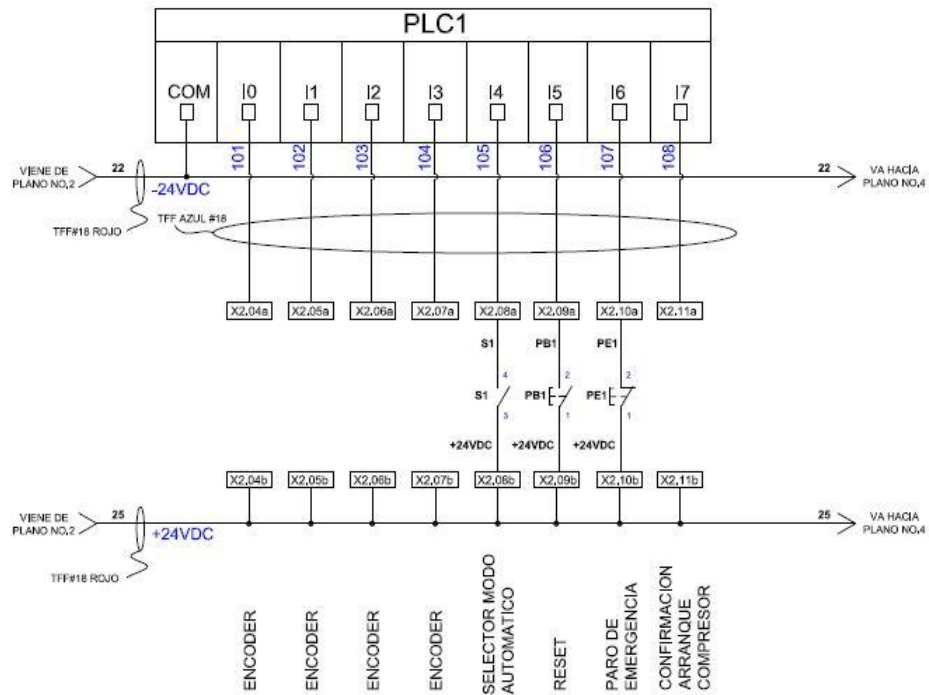 PLC1
COM I0 I1 I2 I3 I4 I5 I6 I7
101 102 103 104 105 106 107 108
VIENE DE
PLANO NO.2
22
-24VDC
22
VA HACIA
PLANO NO.4
TFF#18 ROJO
TFF AZUL #18
X2.04a X2.05a X2.06a X2.07a X2.08a X2.09a X2.10a X2.11a
S1 PB1 PE1
4 2 2
S1 PB1 PE1
3 1 1
+24VDC +24VDC +24VDC
X2.04b X2.05b X2.06b X2.07b X2.08b X2.09b X2.10b X2.11b
VIENE DE
PLANO NO.2
25
+24VDC
25
VA HACIA
PLANO NO.4
TFF#18 ROJO
ENCODER
ENCODER
ENCODER
ENCODER
SELECTOR MODO
AUTOMATICO
RESET
PARO DE
EMERGENCIA
CONFIRMACION
ARRANQUE
COMPRESOR